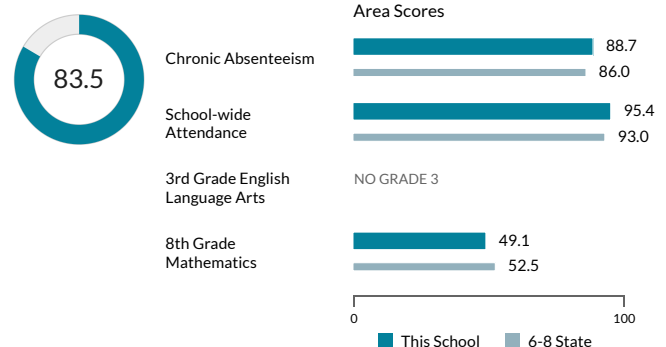 Area Scores
83.5
Chronic Absenteeism
88.7
86.0
School-wide
Attendance
95.4
93.0
3rd Grade English
Language Arts
NO GRADE 3
8th Grade
Mathematics
49.1
52.5
0
100
This School
6-8 State